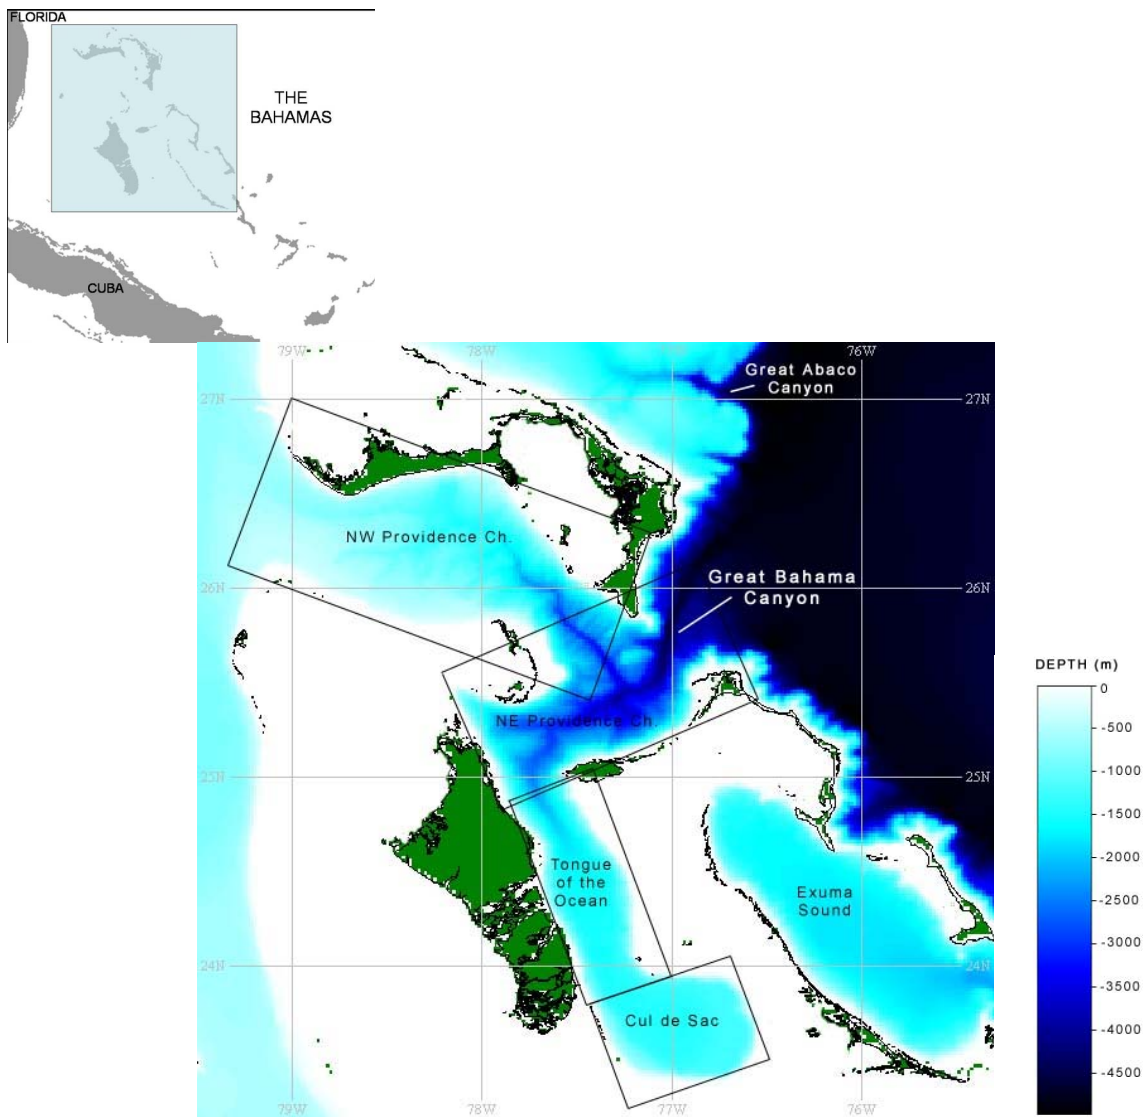 FLORIDA
THE
BAHAMAS
CUBA
79W
78W
76W
Great Abaco
Canyon
27N
27N
NW Providence Ch.
Great Bahama
Canyon
26N
26N
DEPTH (m)
0
-500
-1000
-1500
-2000
-2500
-3000
-3500
-4000
-4500
NE Providence Ch.
25N
25N
Tongue
of the
Ocean
Exuma
Sound
24N
24N
Cul de Sac
79W
78W
77W
76W